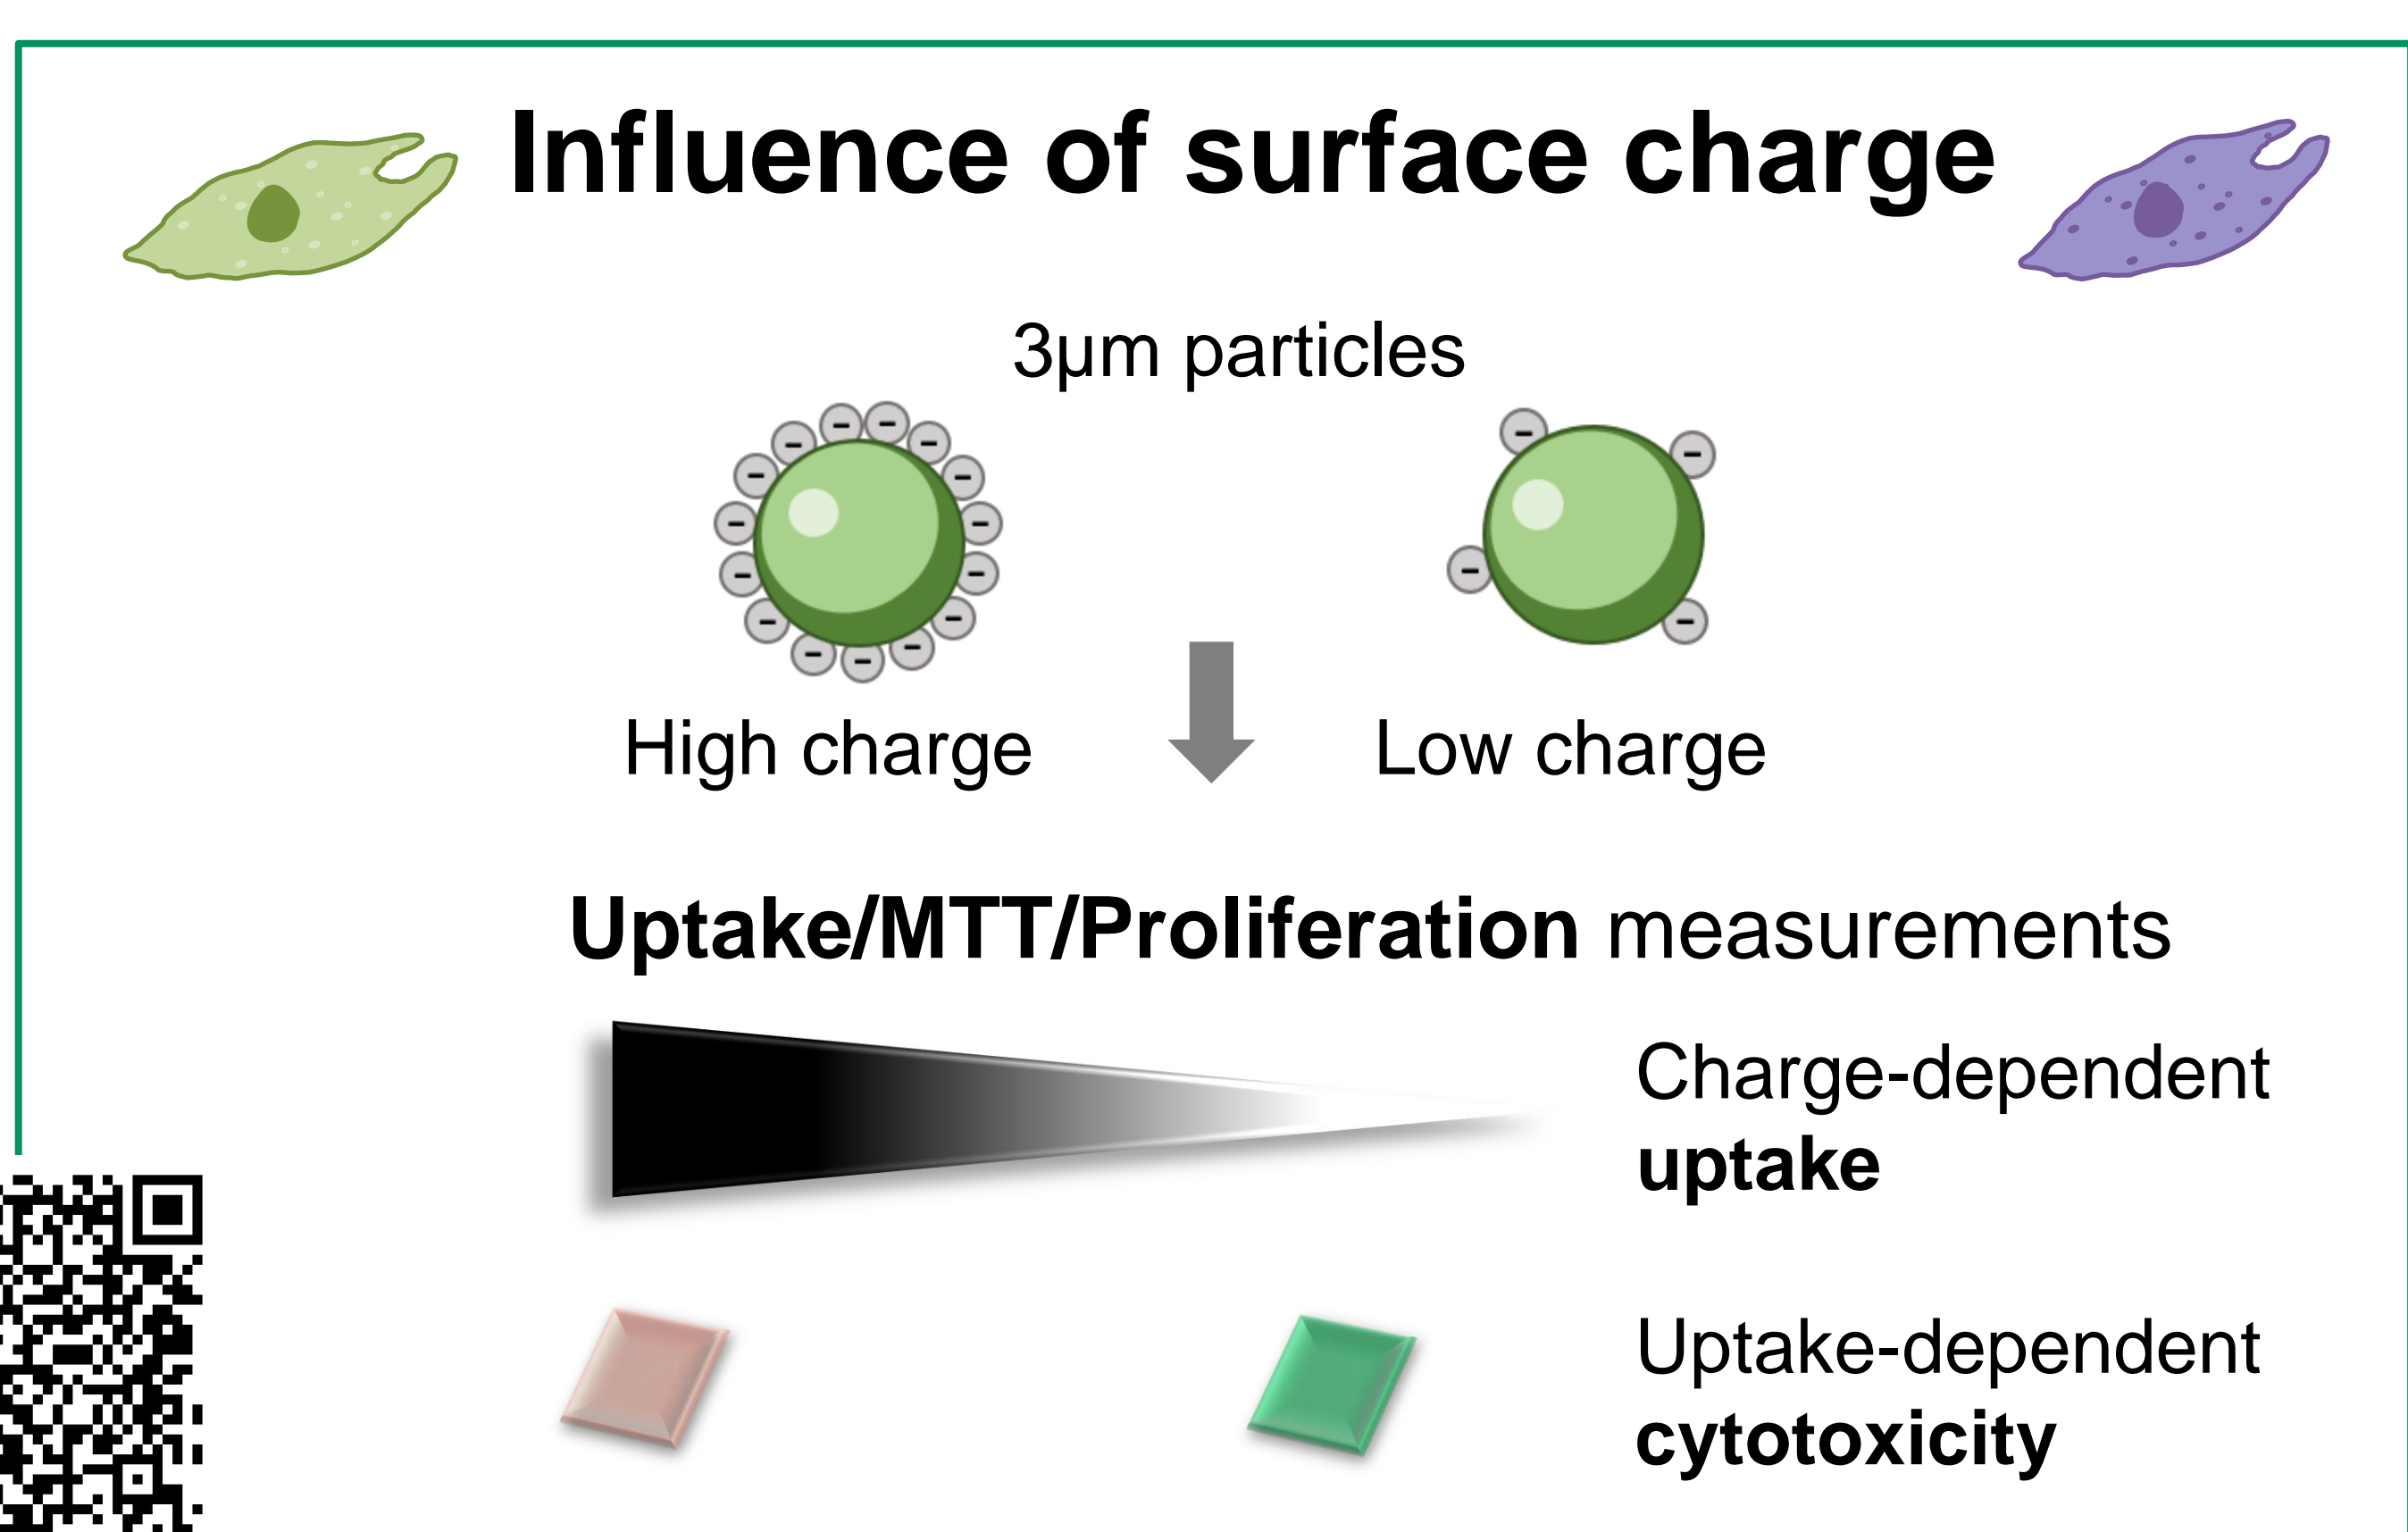 Influence of surface charge
3µm particles
High charge
Low charge
Uptake/MTT/Proliferation measurements
Charge-dependent
uptake
Uptake-dependent
cytotoxicity